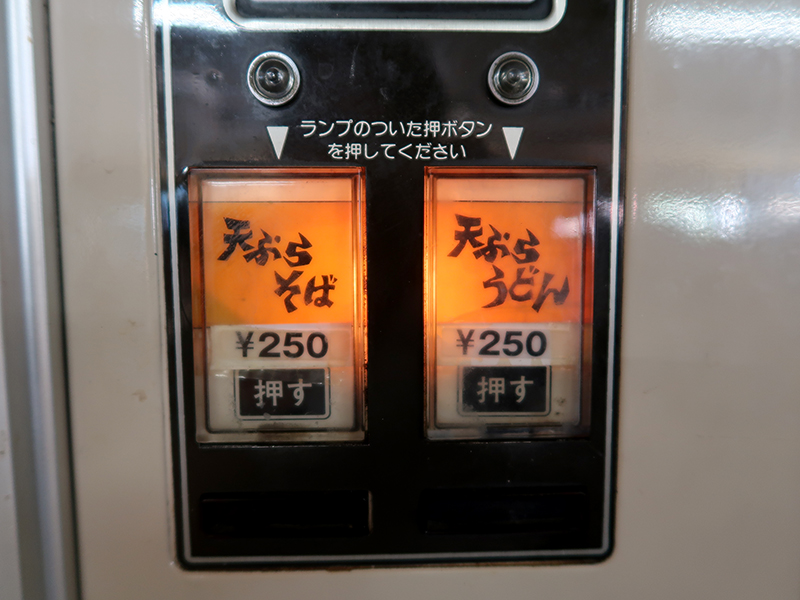 ランプのついた押ボタン
を押してください
天ぷら
そば
¥250
押す
天ぷら
うどん
¥250
押す